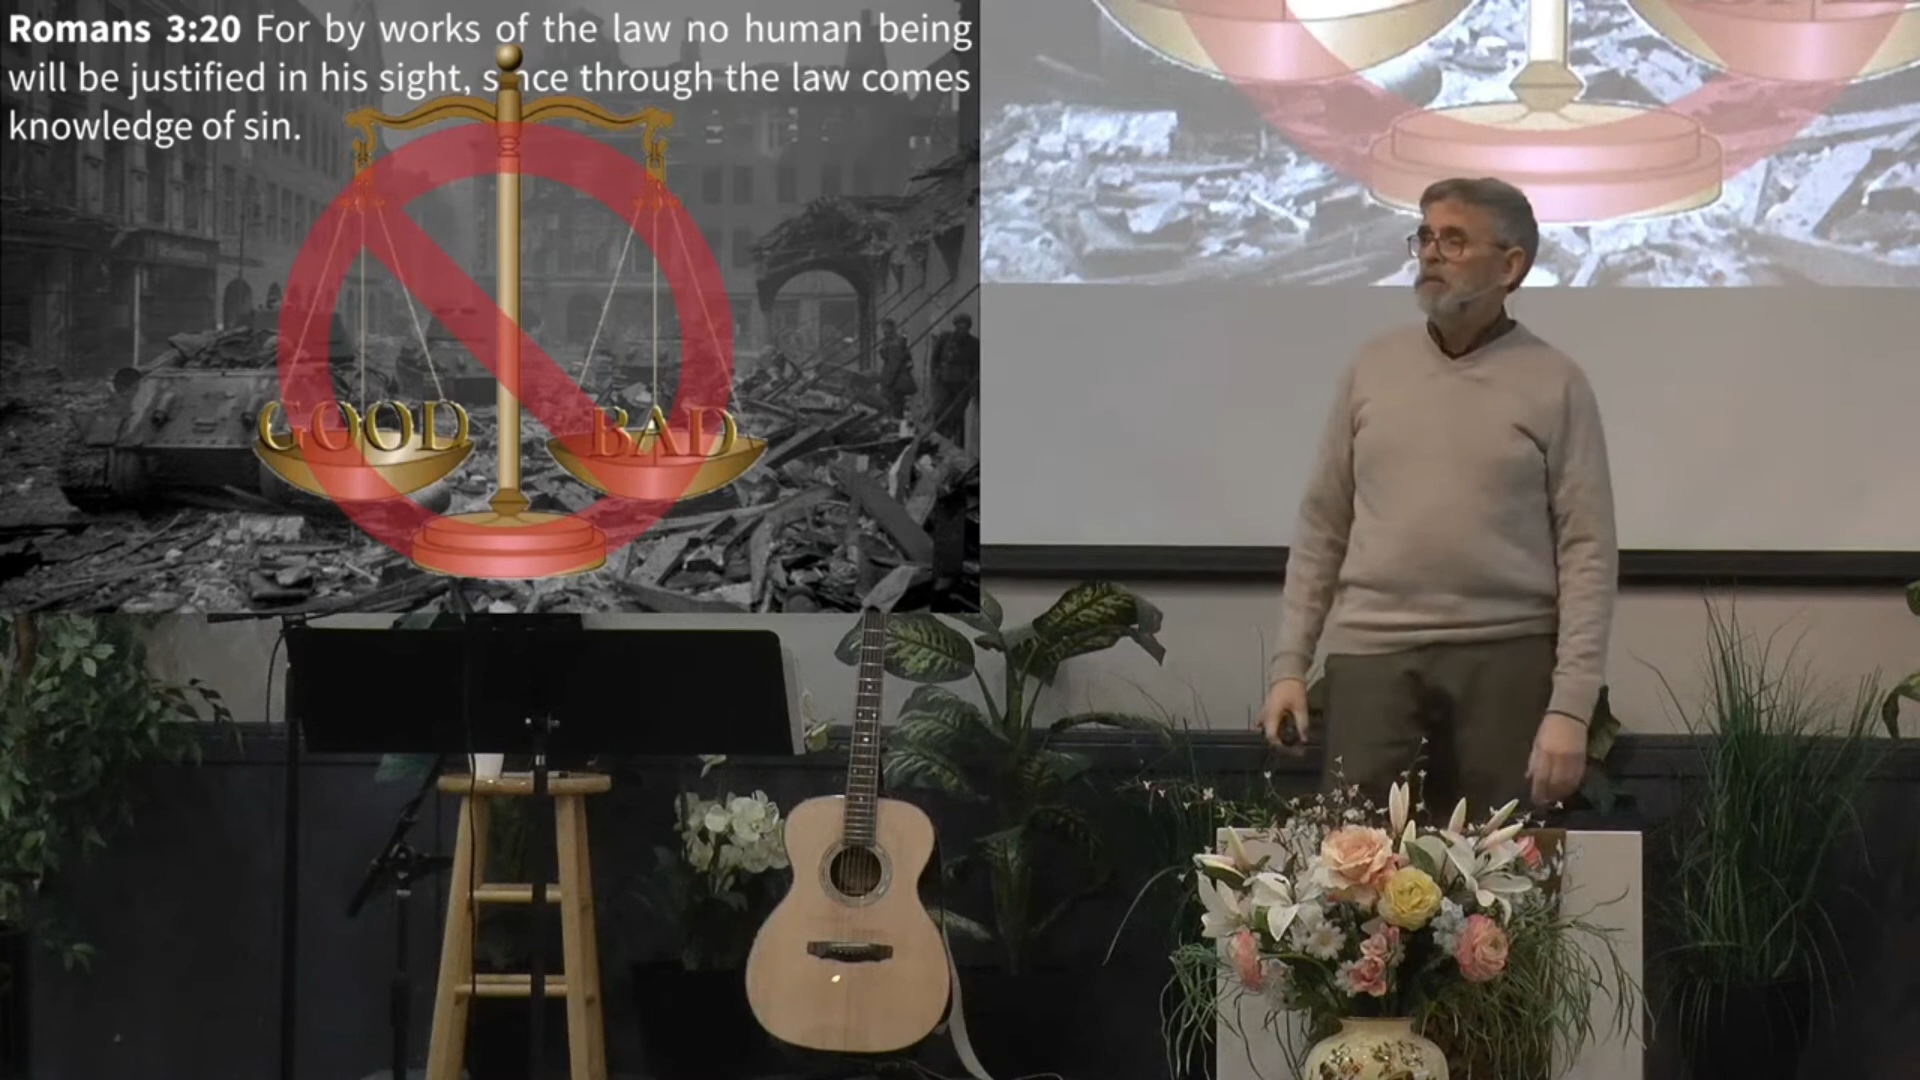 Romans 3:20 For by works of the law no human being
will be justified in his sight, since through the law comes
knowledge of sin.
GOOD BAD